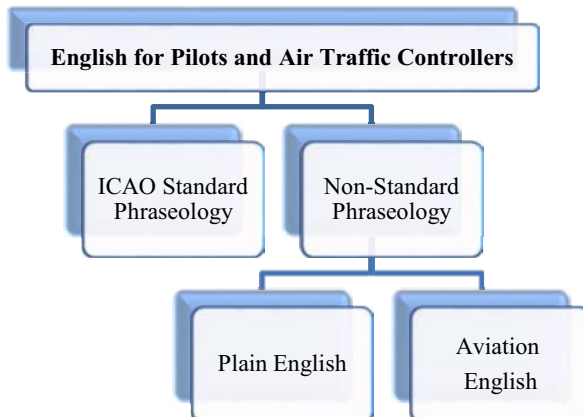 English for Pilots and Air Traffic Controllers
ICAO Standard
Phraseology
Non-Standard
Phraseology
Plain English
Aviation
English